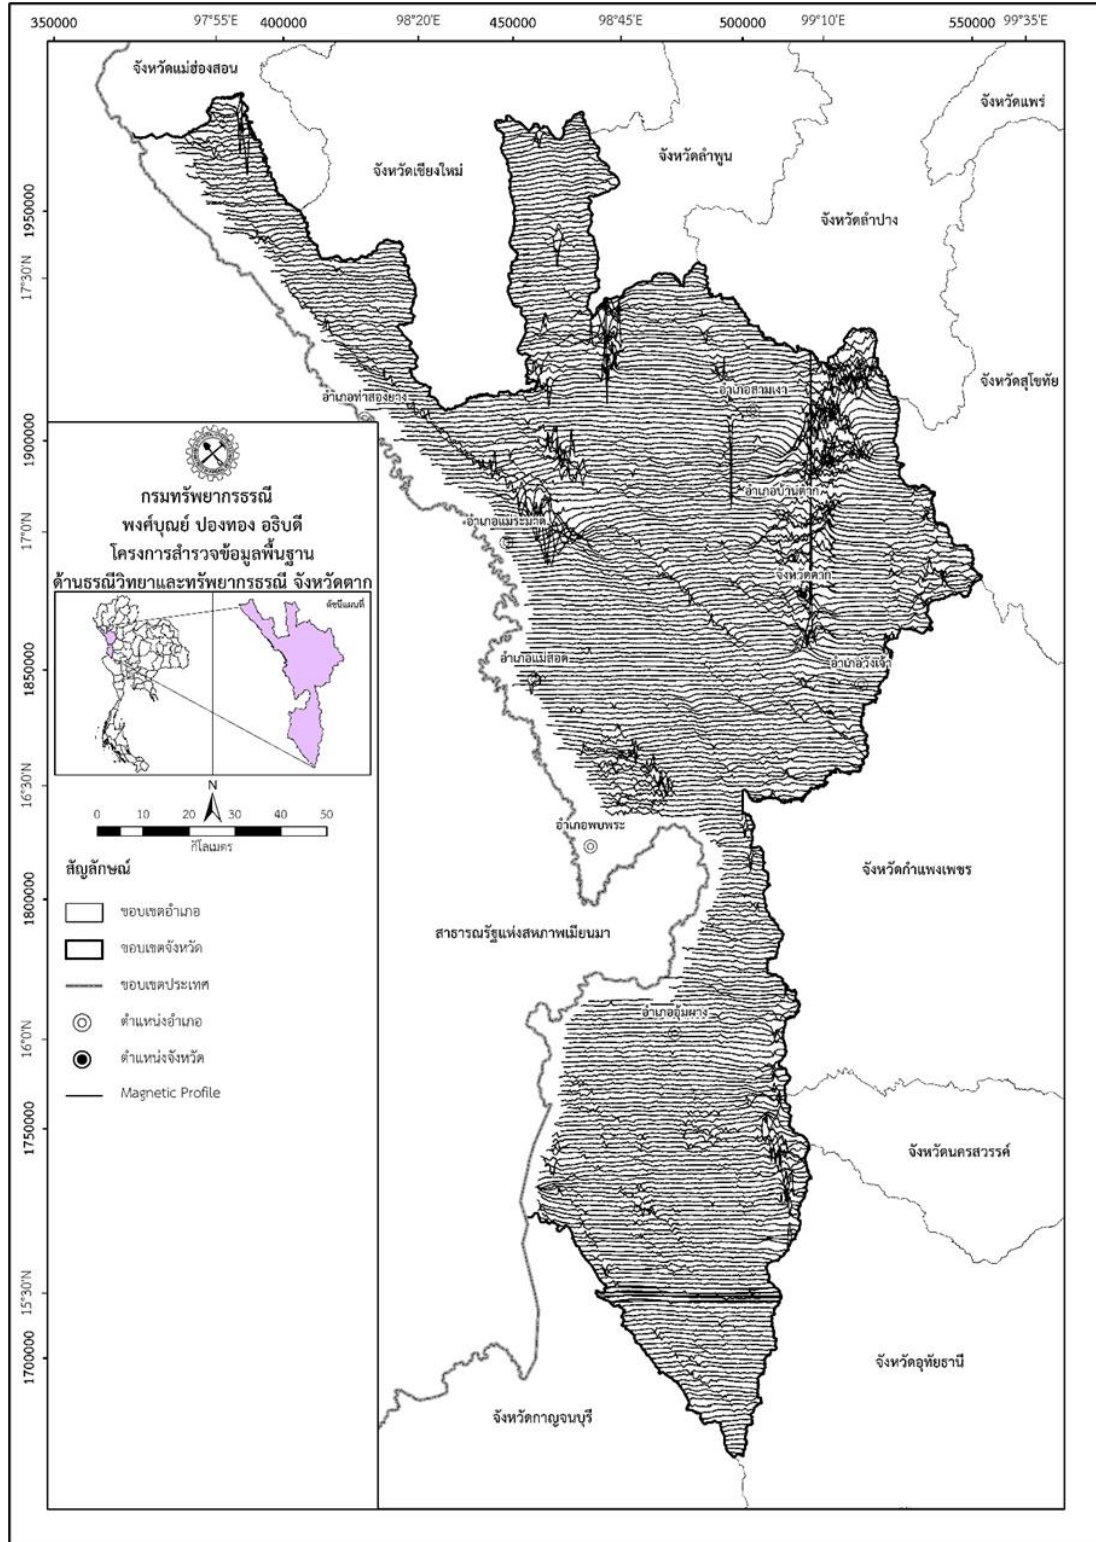 350000 97°55'E 400000 98°20'E 450000 98°45'E 500000 99°10'E 550000 99°35'E
จังหวัดแม่ฮ่องสอน
จังหวัดแพร่
จังหวัดลำพูน
จังหวัดเชียงใหม่
จังหวัดลำปาง
1950000
17°30'N
จังหวัดสุโขทัย
อำเภอสามเงา
อำเภอท่าสองยาง
1900000
กรมทรัพยากรธรณี
พงศ์บุณย์ ปองทอง อธิบดี
โครงการสำรวจข้อมูลพื้นฐาน
ด้านธรณีวิทยาและทรัพยากรธรณี จังหวัดตาก
ดัชนีแผนที่
อำเภอบ้านตาก
อำเภอแม่ระมาด
17°0'N
จังหวัดตาก
อำเภอแม่สอด
อำเภอวังเจ้า
1850000
16°30'N
N
0 10 20 30 40 50
กิโลเมตร
อำเภอพบพระ
สัญลักษณ์
ขอบเขตอำเภอ
ขอบเขตจังหวัด
ขอบเขตประเทศ
ตำแหน่งอำเภอ
ตำแหน่งจังหวัด
Magnetic Profile
จังหวัดกำแพงเพชร
1800000
สาธารณรัฐแห่งสหภาพเมียนมา
อำเภออุ้มผาง
16°0'N
1750000
จังหวัดนครสวรรค์
15°30'N
1700000
จังหวัดอุทัยธานี
จังหวัดกาญจนบุรี